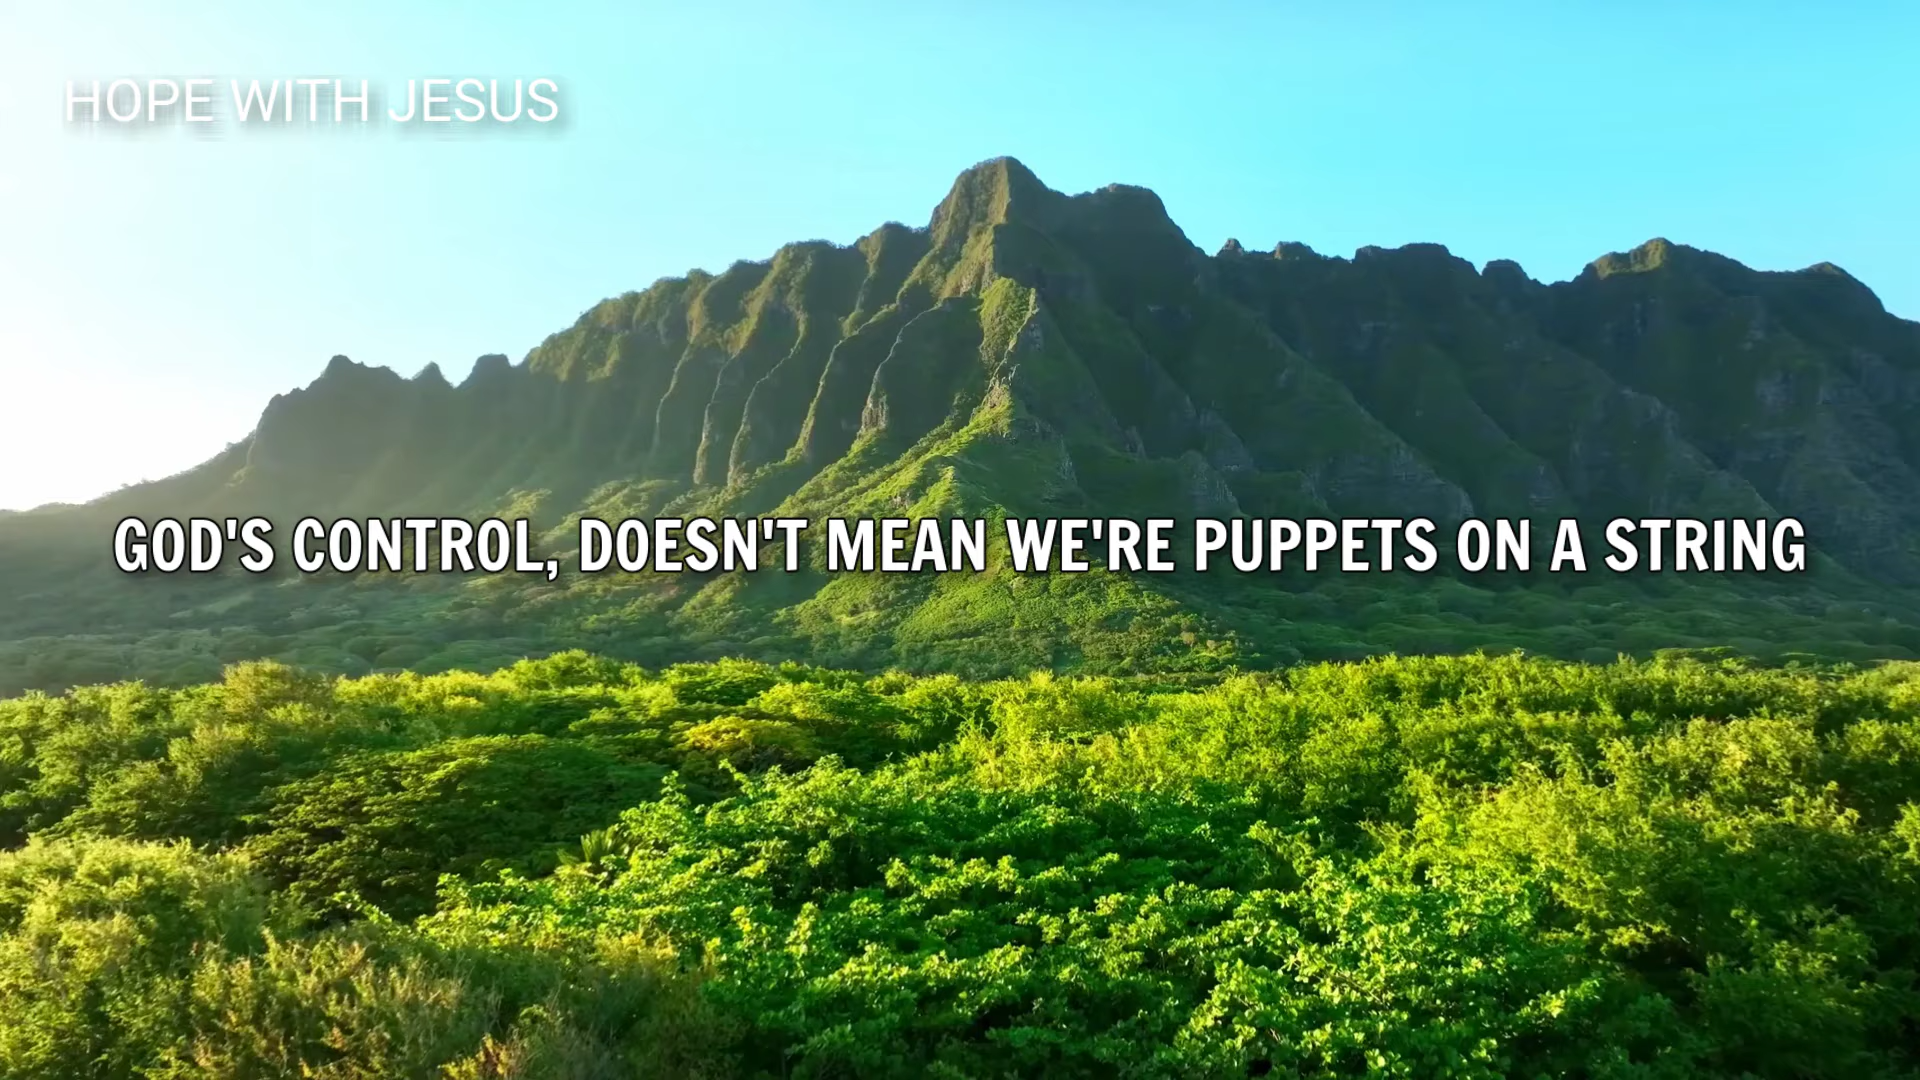 HOPE WITH JESUS
GOD'S CONTROL, DOESN'T MEAN WE'RE PUPPETS ON A STRING